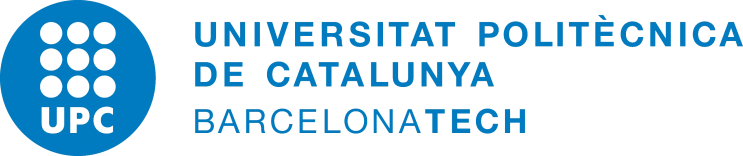 UPC
UNIVERSITAT POLITÈCNICA
DE CATALUNYA
BARCELONATECH